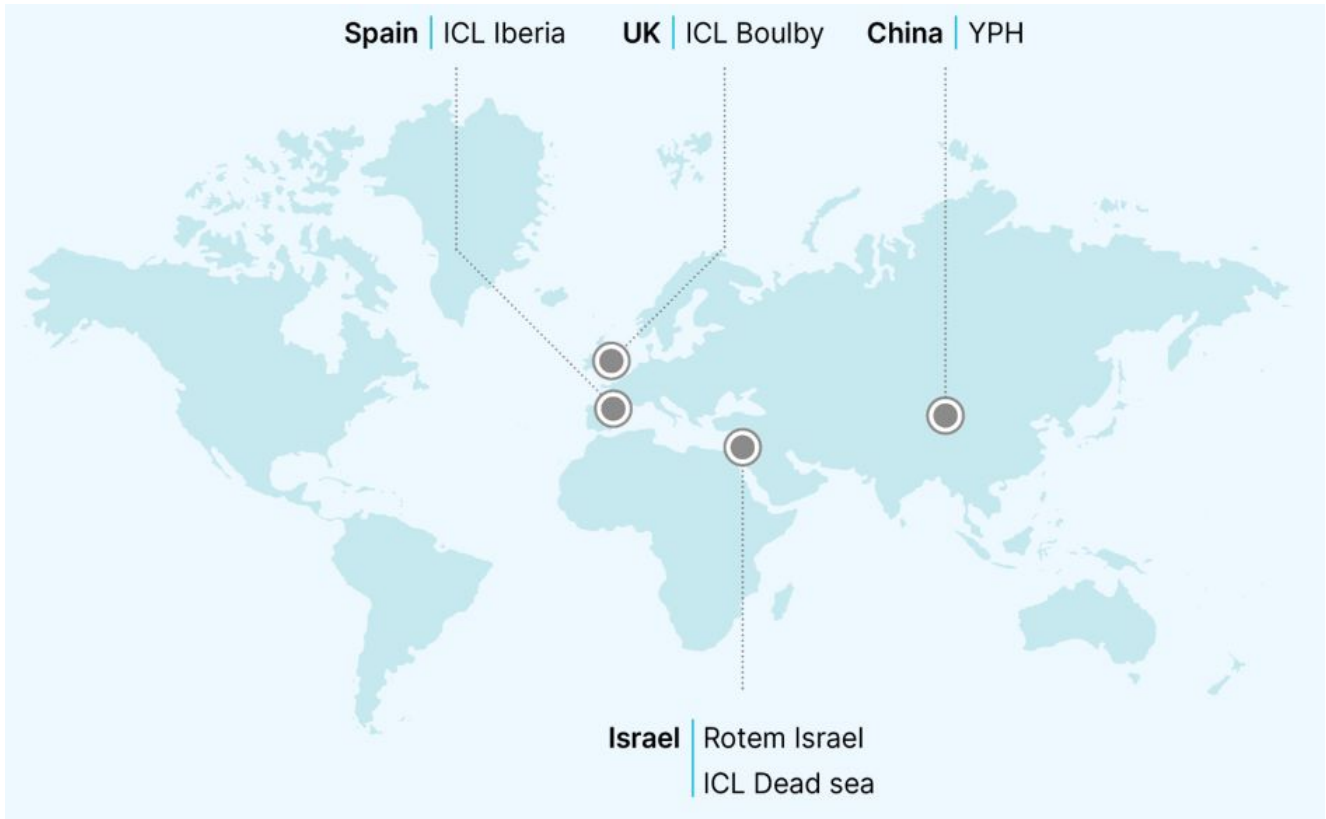 Spain | ICL Iberia
UK | ICL Boulby
China | YPH
Israel | Rotem Israel
ICL Dead sea